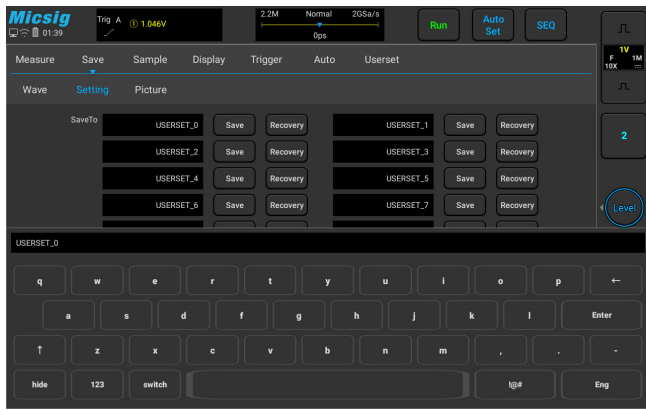 Micsig
01:39
Trig A ① 1.046V
2.2M Normal 2GSa/s
0ps
Run
Auto Set
SEQ
1V
F 1M
10X
2
Level
Measure Save Sample Display Trigger Auto Userset
Wave Setting Picture
SaveTo USERSET_0 Save Recovery USERSET_1 Save Recovery
USERSET_2 Save Recovery USERSET_3 Save Recovery
USERSET_4 Save Recovery USERSET_5 Save Recovery
USERSET_6 Save Recovery USERSET_7 Save Recovery
USERSET_0
q w e r t y u i o p ←
a s d f g h j k l Enter
↑ z x c v b n m , . -
hide 123 switch !@# Eng